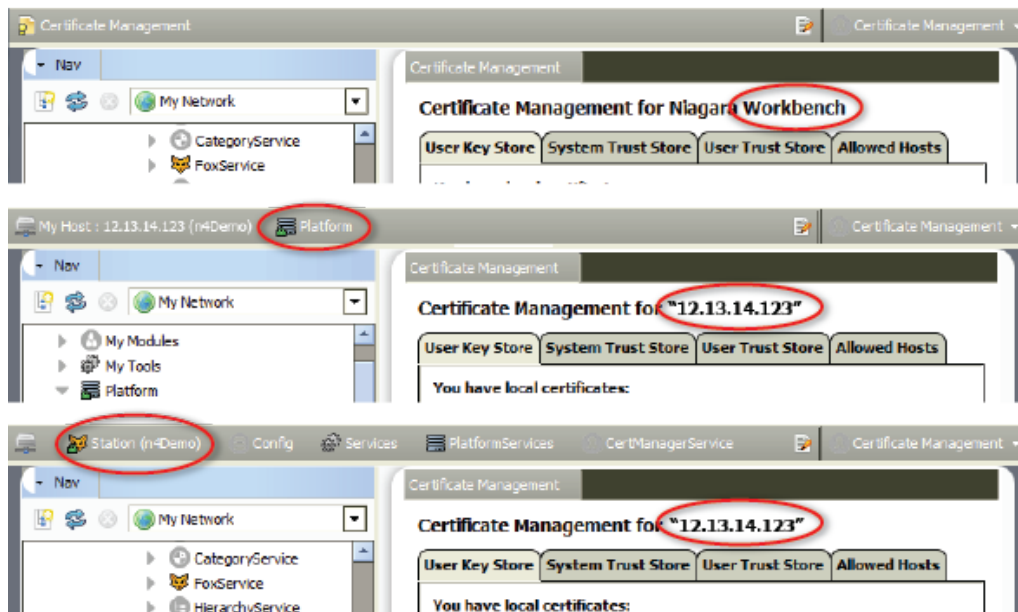 Certificate Management Certificate Management
Nav
Certificate Management
My Network
Certificate Management for Niagara Workbench
CategoryService
FoxService
User Key Store System Trust Store User Trust Store Allowed Hosts
My Host : 12.13.14.123 (n4Demo) Platform Certificate Management
Nav
Certificate Management
My Network
Certificate Management for "12.13.14.123"
My Modules
My Tools
Platform
User Key Store System Trust Store User Trust Store Allowed Hosts
You have local certificates:
Station (n4Demo) Config Services PlatformServices CertManagerService Certificate Management
Nav
Certificate Management
My Network
Certificate Management for "12.13.14.123"
CategoryService
FoxService
HierarchyService
User Key Store System Trust Store User Trust Store Allowed Hosts
You have local certificates: